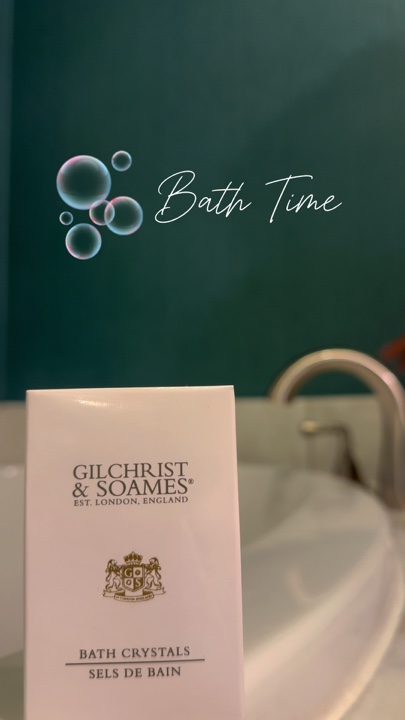 Bath Time
GILCHRIST
& SOAMES®
EST. LONDON, ENGLAND
G S
BATH CRYSTALS
SELS DE BAIN